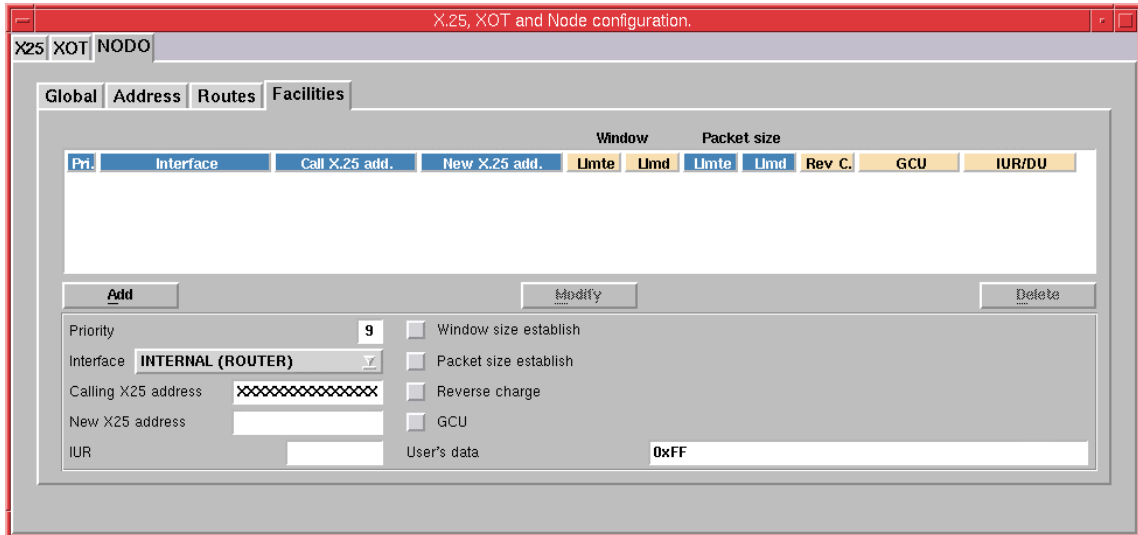 X.25, XOT and Node configuration.
X25 XOT NODO
Global Address Routes Facilities
Window Packet size
Pri. Interface Call X.25 add. New X.25 add. Llmte Llmd Llmte Llmd Rev C. GCU IUR/DU
Add Modify Delete
Priority 9 Window size establish
Interface INTERNAL (ROUTER) Packet size establish
Calling X25 address XXXXXXXXXXXXXXX Reverse charge
New X25 address GCU
IUR User's data 0xFF